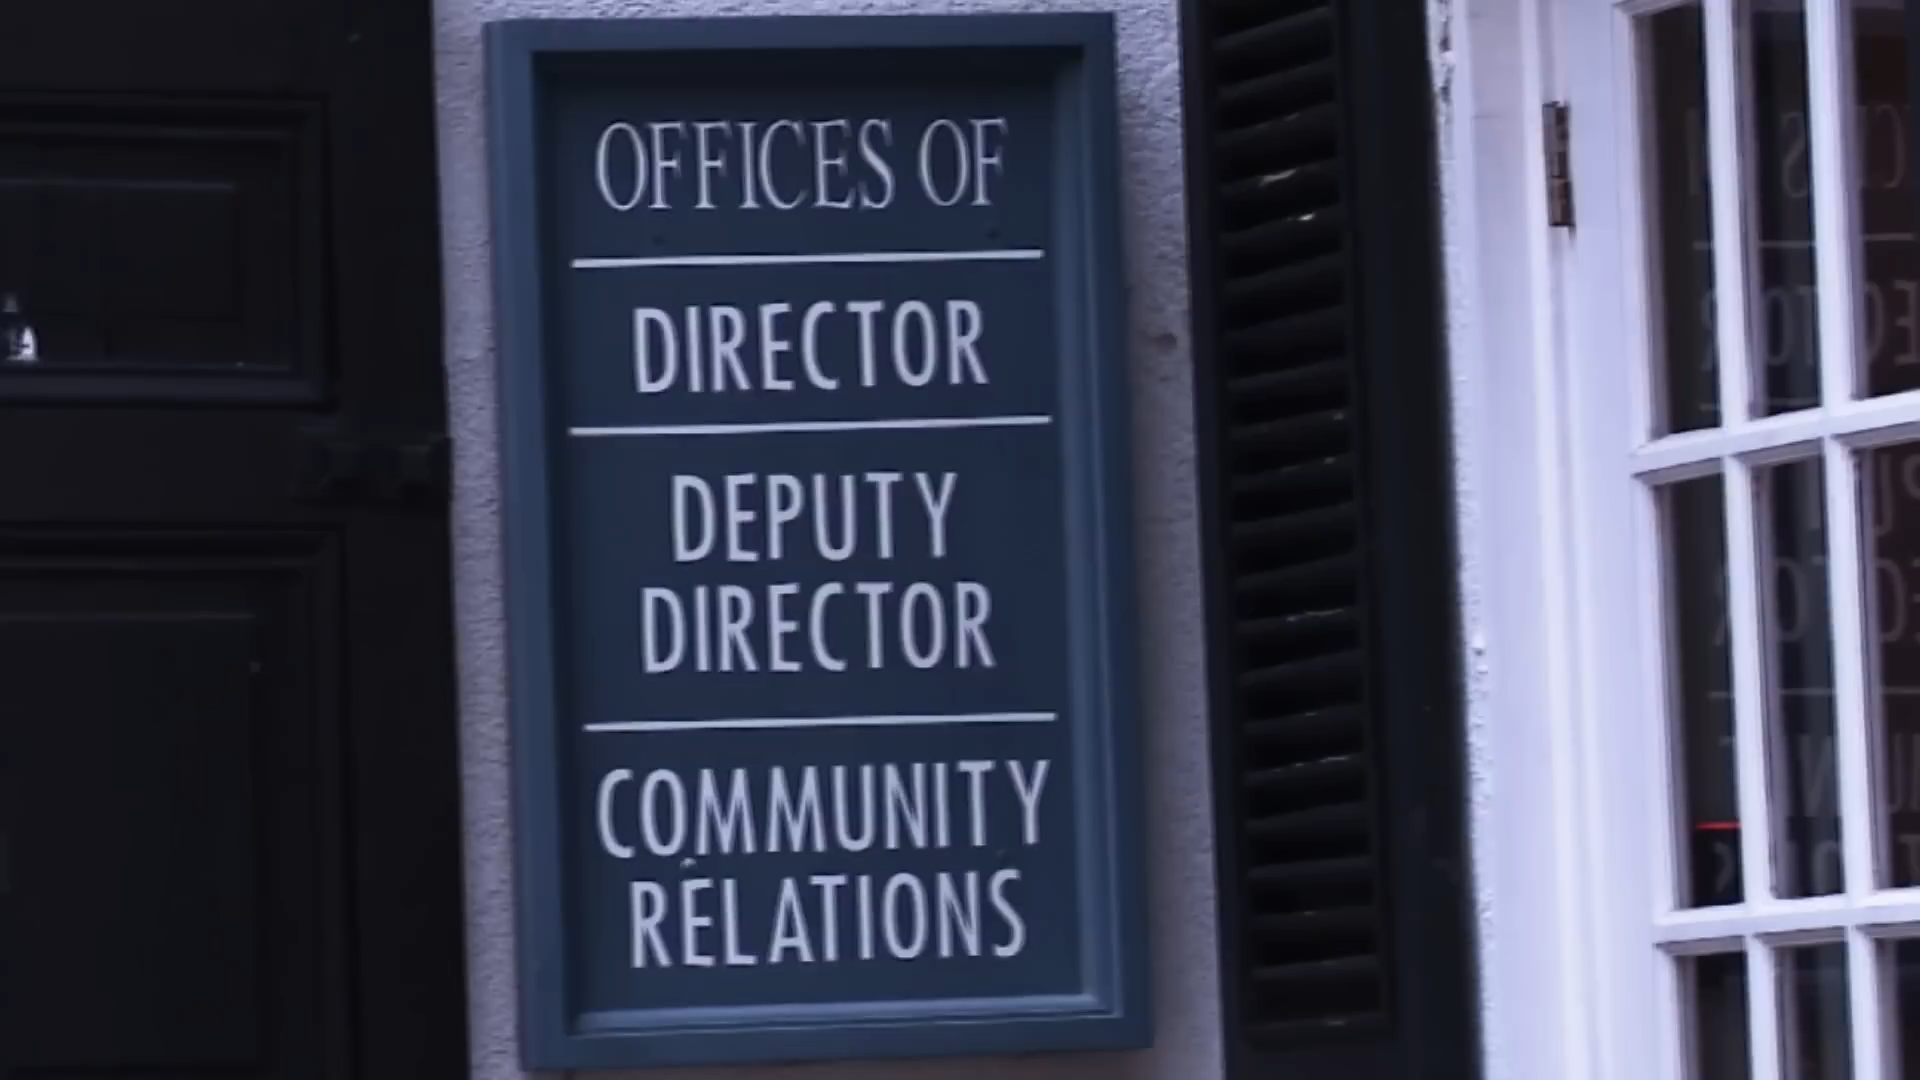 OFFICES OF
DIRECTOR
DEPUTY
DIRECTOR
COMMUNITY
RELATIONS